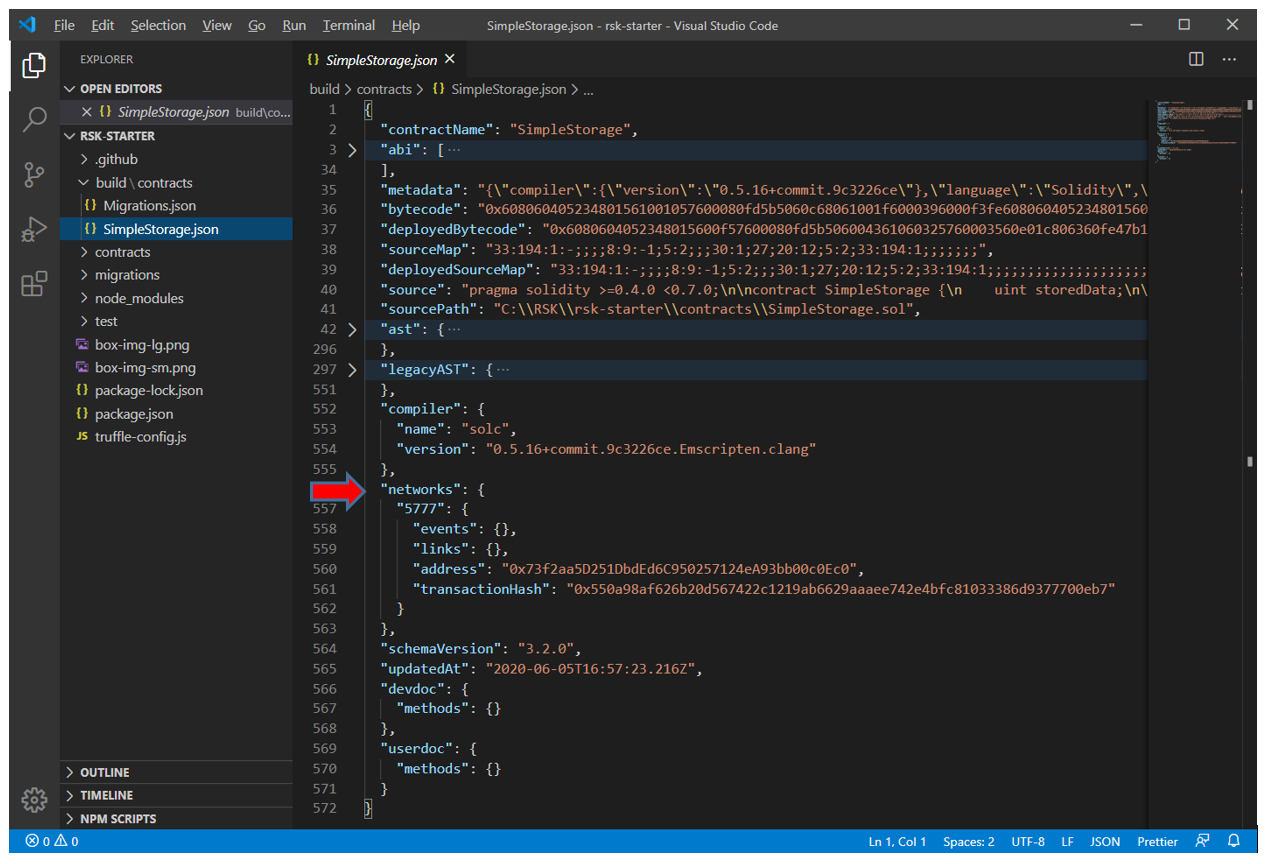 File Edit Selection View Go Run Terminal Help SimpleStorage.json - rsk-starter - Visual Studio Code
EXPLORER
OPEN EDITORS
{} SimpleStorage.json build\co...
RSK-STARTER
.github
build \ contracts
{} Migrations.json
{} SimpleStorage.json
contracts
migrations
node_modules
test
box-img-lg.png
box-img-sm.png
{} package-lock.json
{} package.json
JS truffle-config.js
OUTLINE
TIMELINE
NPM SCRIPTS
{} SimpleStorage.json
build > contracts > {} SimpleStorage.json > ...
1 {
2 "contractName": "SimpleStorage",
3 "abi": [ ...
34 ],
35 "metadata": "{\"compiler\":{\"version\":\"0.5.16+commit.9c3226ce\"},\"language\":\"Solidity\",\
36 "bytecode": "0x608060405234801561001057600080fd5b5060c68061001f6000396000f3fe60806040523480156 0
37 "deployedBytecode": "0x6080604052348015600f57600080fd5b506004361060325760003560e01c806360fe47b1
38 "sourceMap": "33:194:1:-;;;;8:9:-1;5:2;;;30:1;27;20:12;5:2;33:194:1;;;;;;;",
39 "deployedSourceMap": "33:194:1:-;;;;8:9:-1;5:2;;;30:1;27;20:12;5:2;33:194:1;;;;;;;;;;;;;;;;;;;;
40 "source": "pragma solidity >=0.4.0 <0.7.0;\n\ncontract SimpleStorage {\n    uint storedData;\n\
41 "sourcePath": "C:\\RSK\\rsk-starter\\contracts\\SimpleStorage.sol",
42 "ast": { ...
296 },
297 "legacyAST": { ...
551 },
552 "compiler": {
553 "name": "solc",
554 "version": "0.5.16+commit.9c3226ce.Emscripten.clang"
555 },
"networks": {
557 "5777": {
558 "events": {},
559 "links": {},
560 "address": "0x73f2aa5D251DbdEd6C950257124eA93bb00c0Ec0",
561 "transactionHash": "0x550a98af626b20d567422c1219ab6629aaaee742e4bfc81033386d9377700eb7"
562 }
563 },
564 "schemaVersion": "3.2.0",
565 "updatedAt": "2020-06-05T16:57:23.216Z",
566 "devdoc": {
567 "methods": {}
568 },
569 "userdoc": {
570 "methods": {}
571 }
572 }
0 0 Ln 1, Col 1 Spaces: 2 UTF-8 LF JSON Prettier